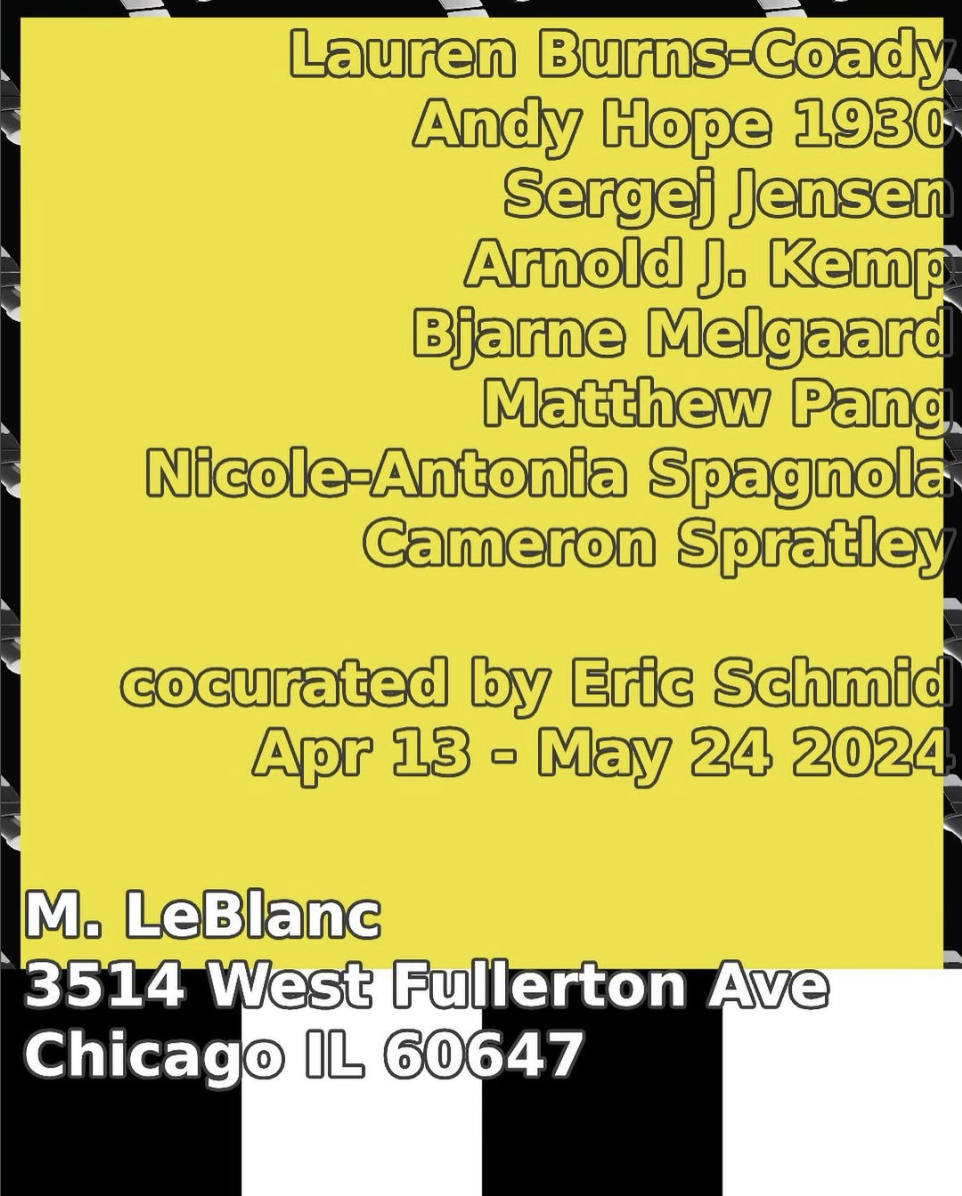 Lauren Burns-Coady
Andy Hope 1930
Sergej Jensen
Arnold J. Kemp
Bjarne Melgaard
Matthew Pang
Nicole-Antonia Spagnola
Cameron Spratley
cocurated by Eric Schmid
Apr 13 - May 24 2024
M. LeBlanc
3514 West Fullerton Ave
Chicago IL 60647